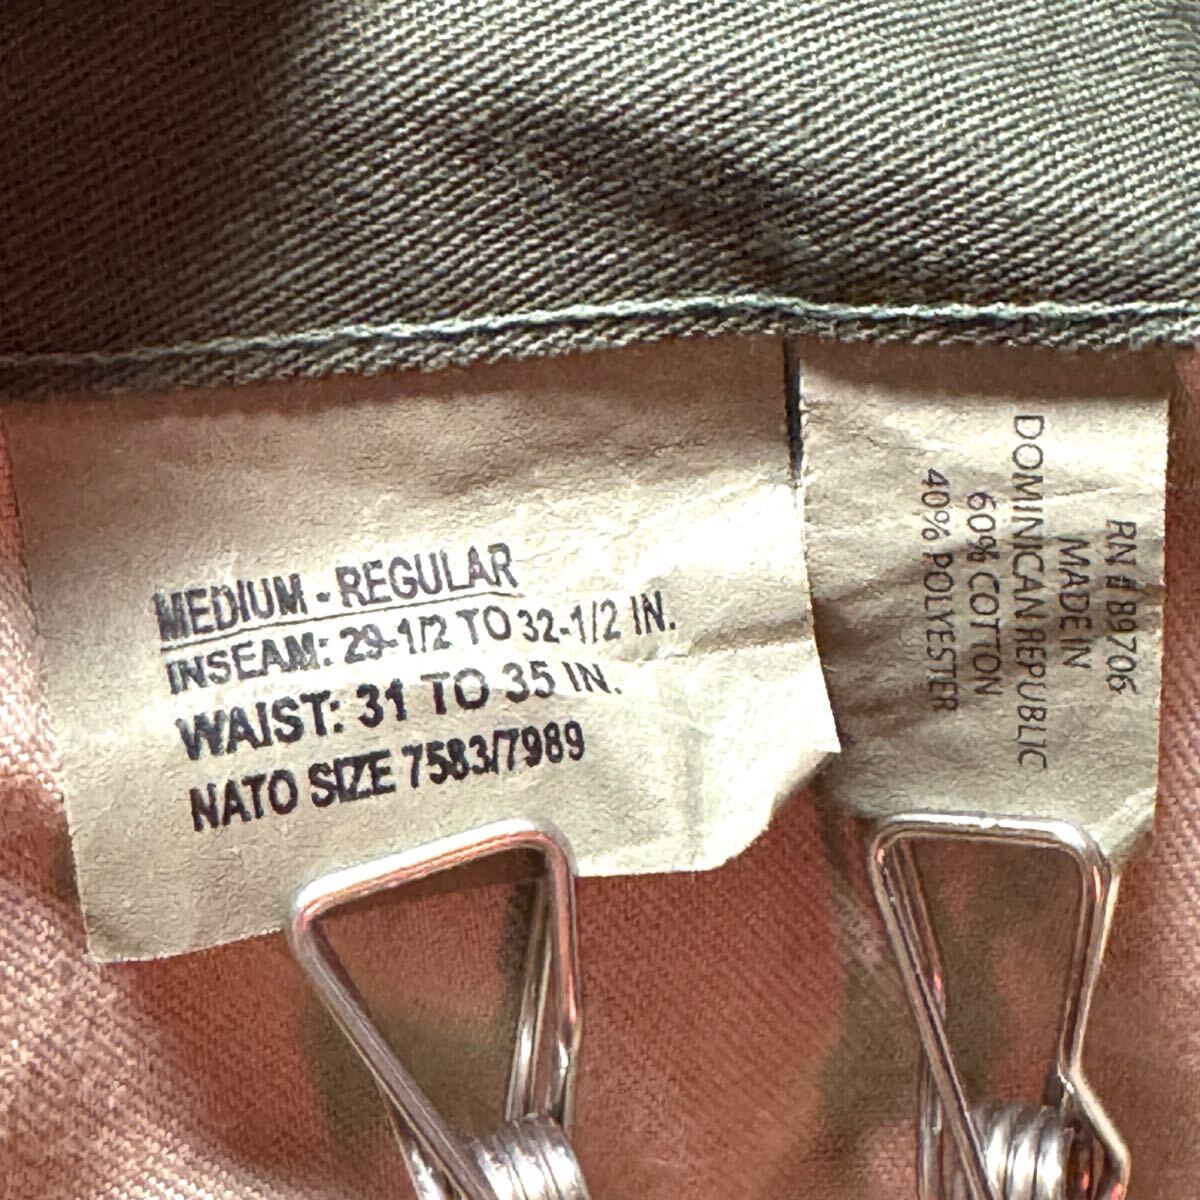 MEDIUM - REGULAR
INSEAM: 29-1/2 TO 32-1/2 IN.
WAIST: 31 TO 35 IN.
NATO SIZE 7583/7989
RN # 89706
MADE IN
DOMINICAN REPUBLIC
60% COTTON
40% POLYESTER